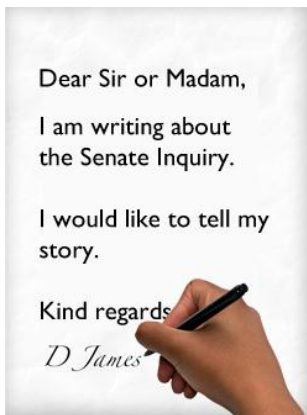 Dear Sir or Madam,
I am writing about
the Senate Inquiry.
I would like to tell my
story.
Kind regards
D James